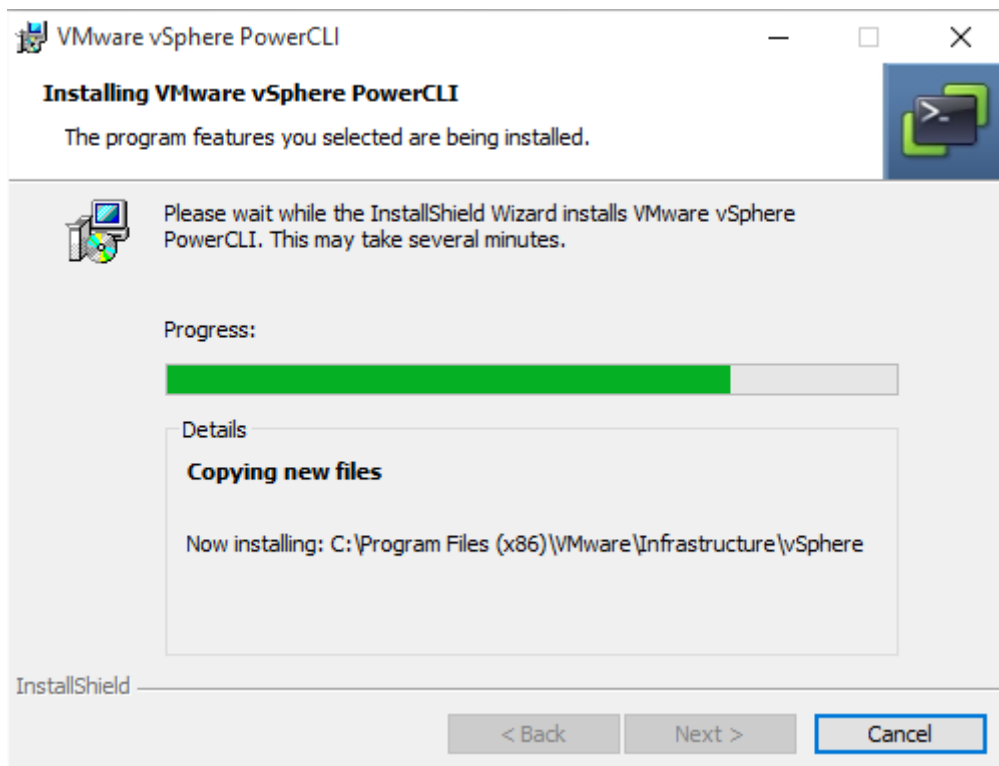 VMware vSphere PowerCLI
Installing VMware vSphere PowerCLI
The program features you selected are being installed.
>_
Please wait while the InstallShield Wizard installs VMware vSphere
PowerCLI. This may take several minutes.
Progress:
Details
Copying new files
Now installing: C:\Program Files (x86)\VMware\Infrastructure\vSphere
InstallShield
< Back Next > Cancel